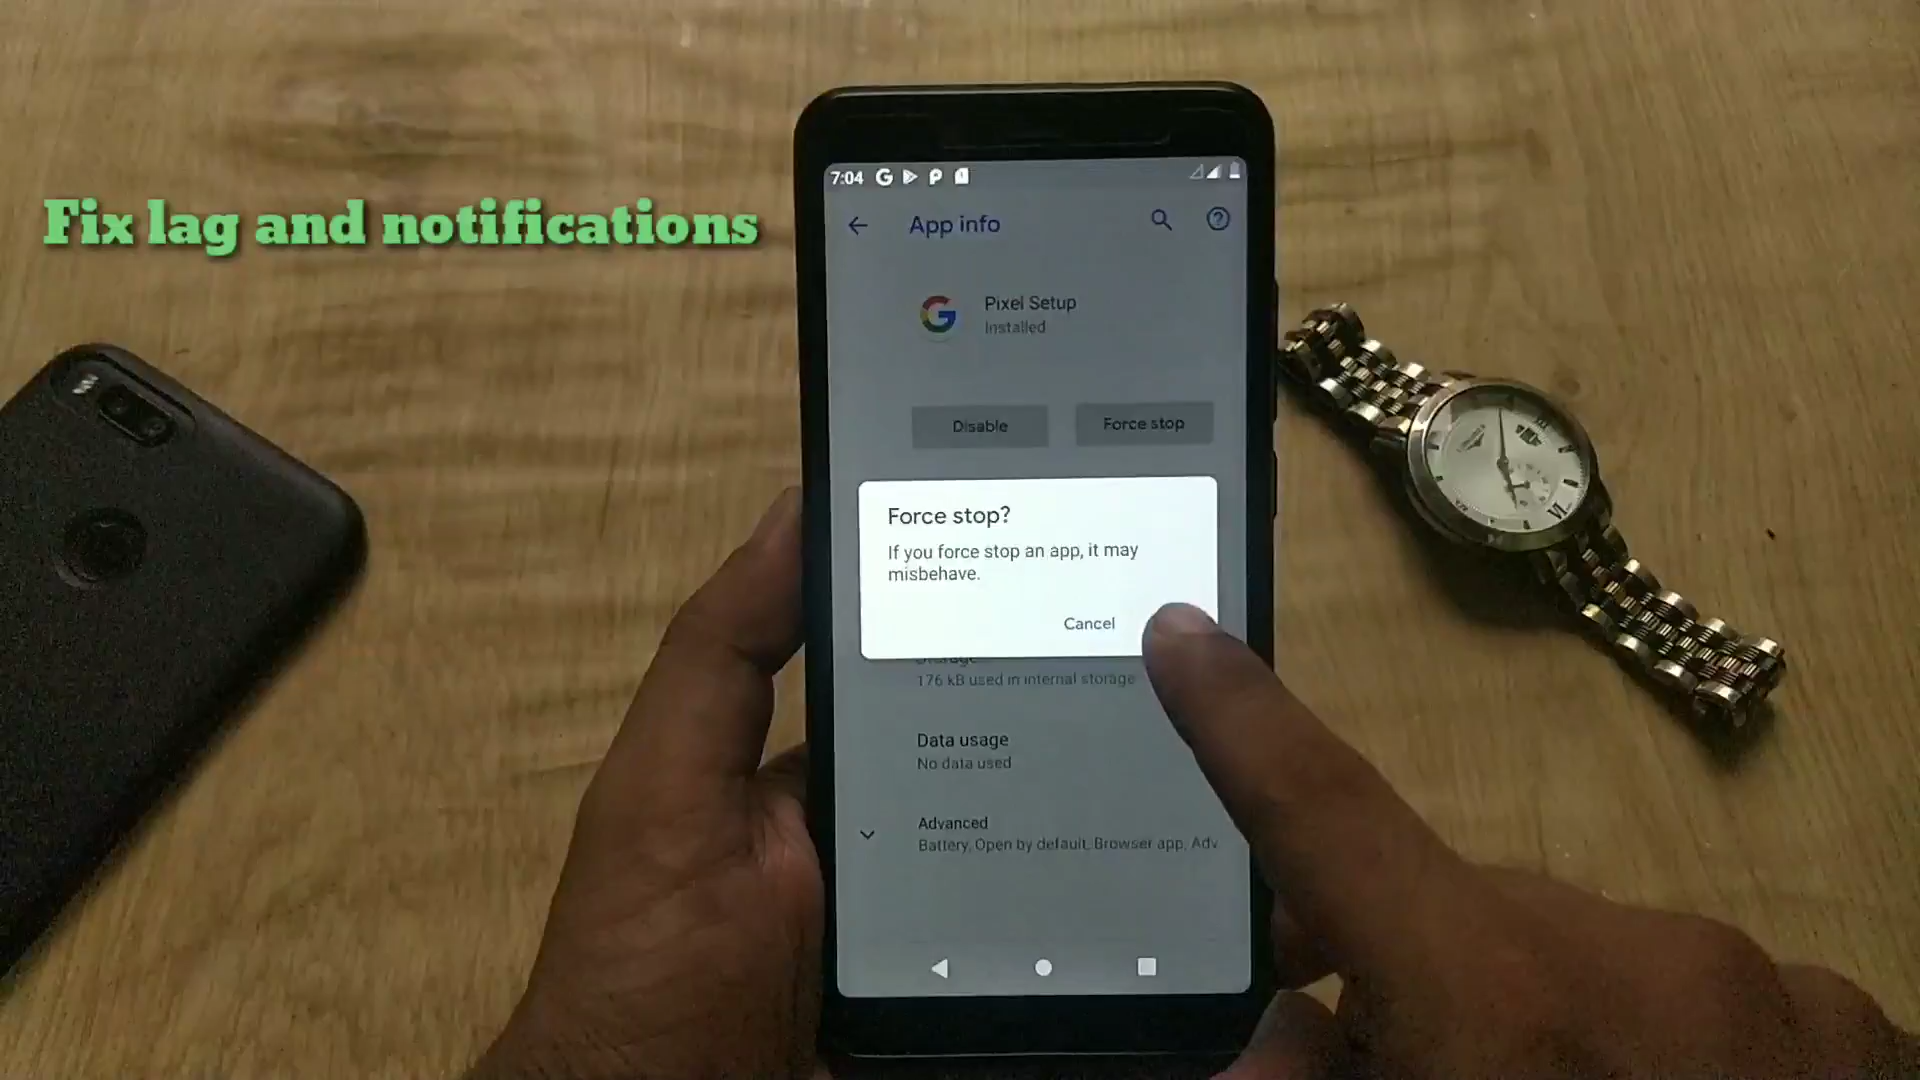 Fix lag and notifications
7:04
App info
Pixel Setup
Installed
Disable
Force stop
Force stop?
If you force stop an app, it may
misbehave.
Cancel
Storage
176 kB used in internal storage
Data usage
No data used
Advanced
Battery, Open by default, Browser app, Adv
VI